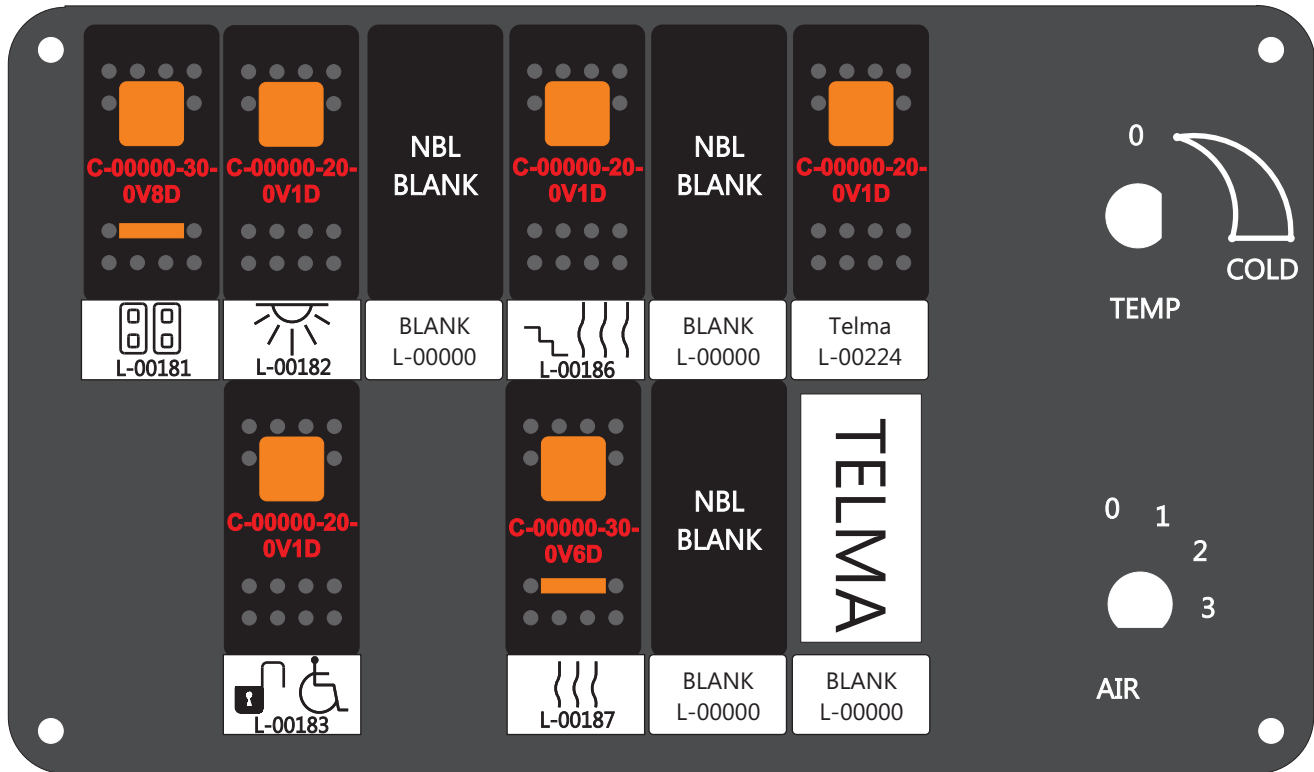 C-00000-30-
0V8D
C-00000-20-
0V1D
NBL
BLANK
C-00000-20-
0V1D
NBL
BLANK
C-00000-20-
0V1D
L-00181
L-00182
BLANK
L-00000
L-00186
BLANK
L-00000
Telma
L-00224
0
COLD
TEMP
C-00000-20-
0V1D
C-00000-30-
0V6D
NBL
BLANK
TELMA
L-00183
L-00187
BLANK
L-00000
BLANK
L-00000
0
1
2
3
AIR